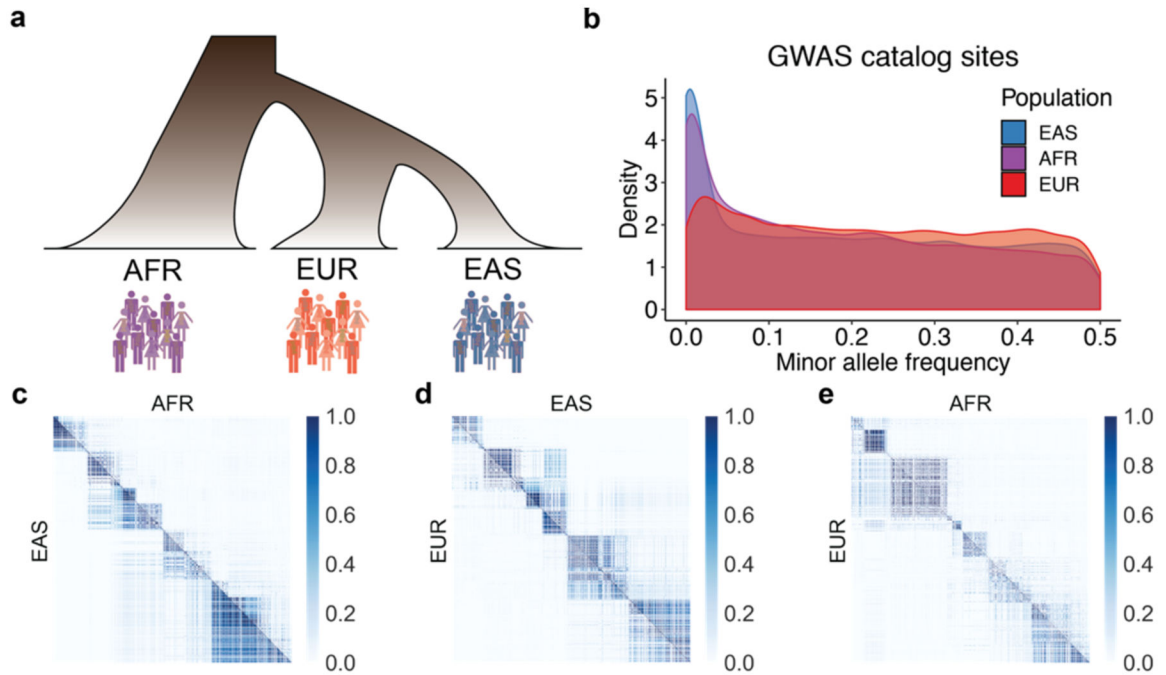 a
AFR
EUR
EAS
b
GWAS catalog sites
Population
EAS
AFR
EUR
Density
5
4
3
2
1
0
0.0 0.1 0.2 0.3 0.4 0.5
Minor allele frequency
c
AFR
EAS
1.0
0.8
0.6
0.4
0.2
0.0
d
EAS
EUR
1.0
0.8
0.6
0.4
0.2
0.0
e
AFR
EUR
1.0
0.8
0.6
0.4
0.2
0.0